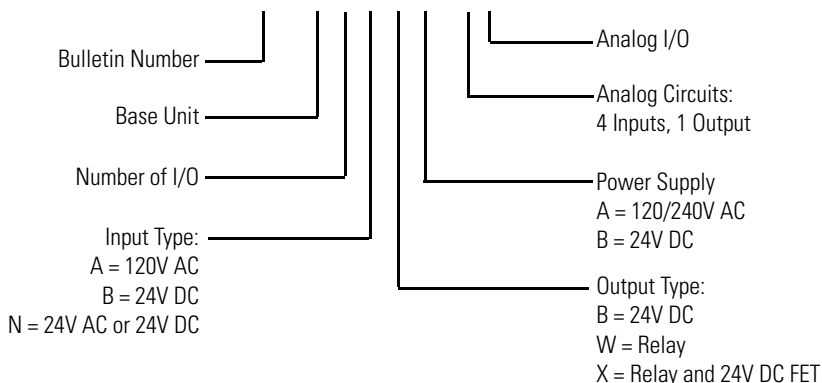 Bulletin Number
Base Unit
Number of I/O
Input Type:
A = 120V AC
B = 24V DC
N = 24V AC or 24V DC
Analog I/O
Analog Circuits:
4 Inputs, 1 Output
Power Supply
A = 120/240V AC
B = 24V DC
Output Type:
B = 24V DC
W = Relay
X = Relay and 24V DC FET